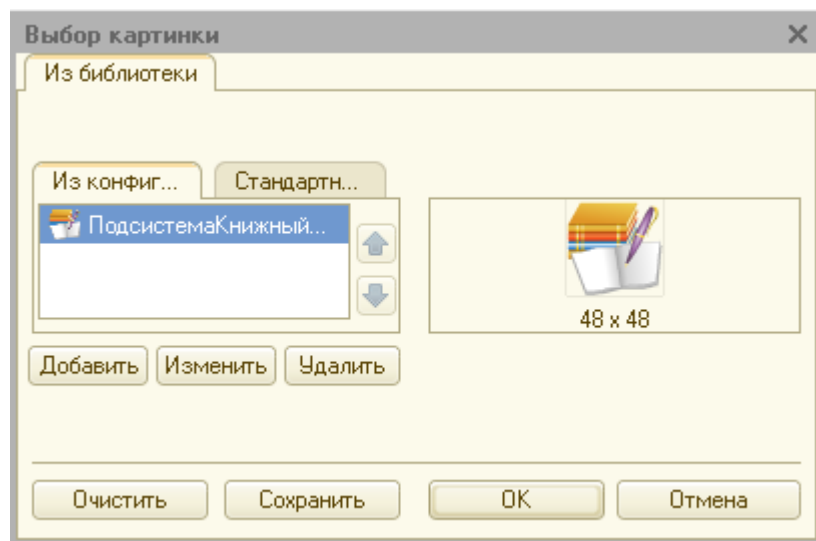 Выбор картинки
Из библиотеки
Из конфиг... Стандартн...
ПодсистемаКнижный...
48 x 48
Добавить Изменить Удалить
Очистить Сохранить OK Отмена